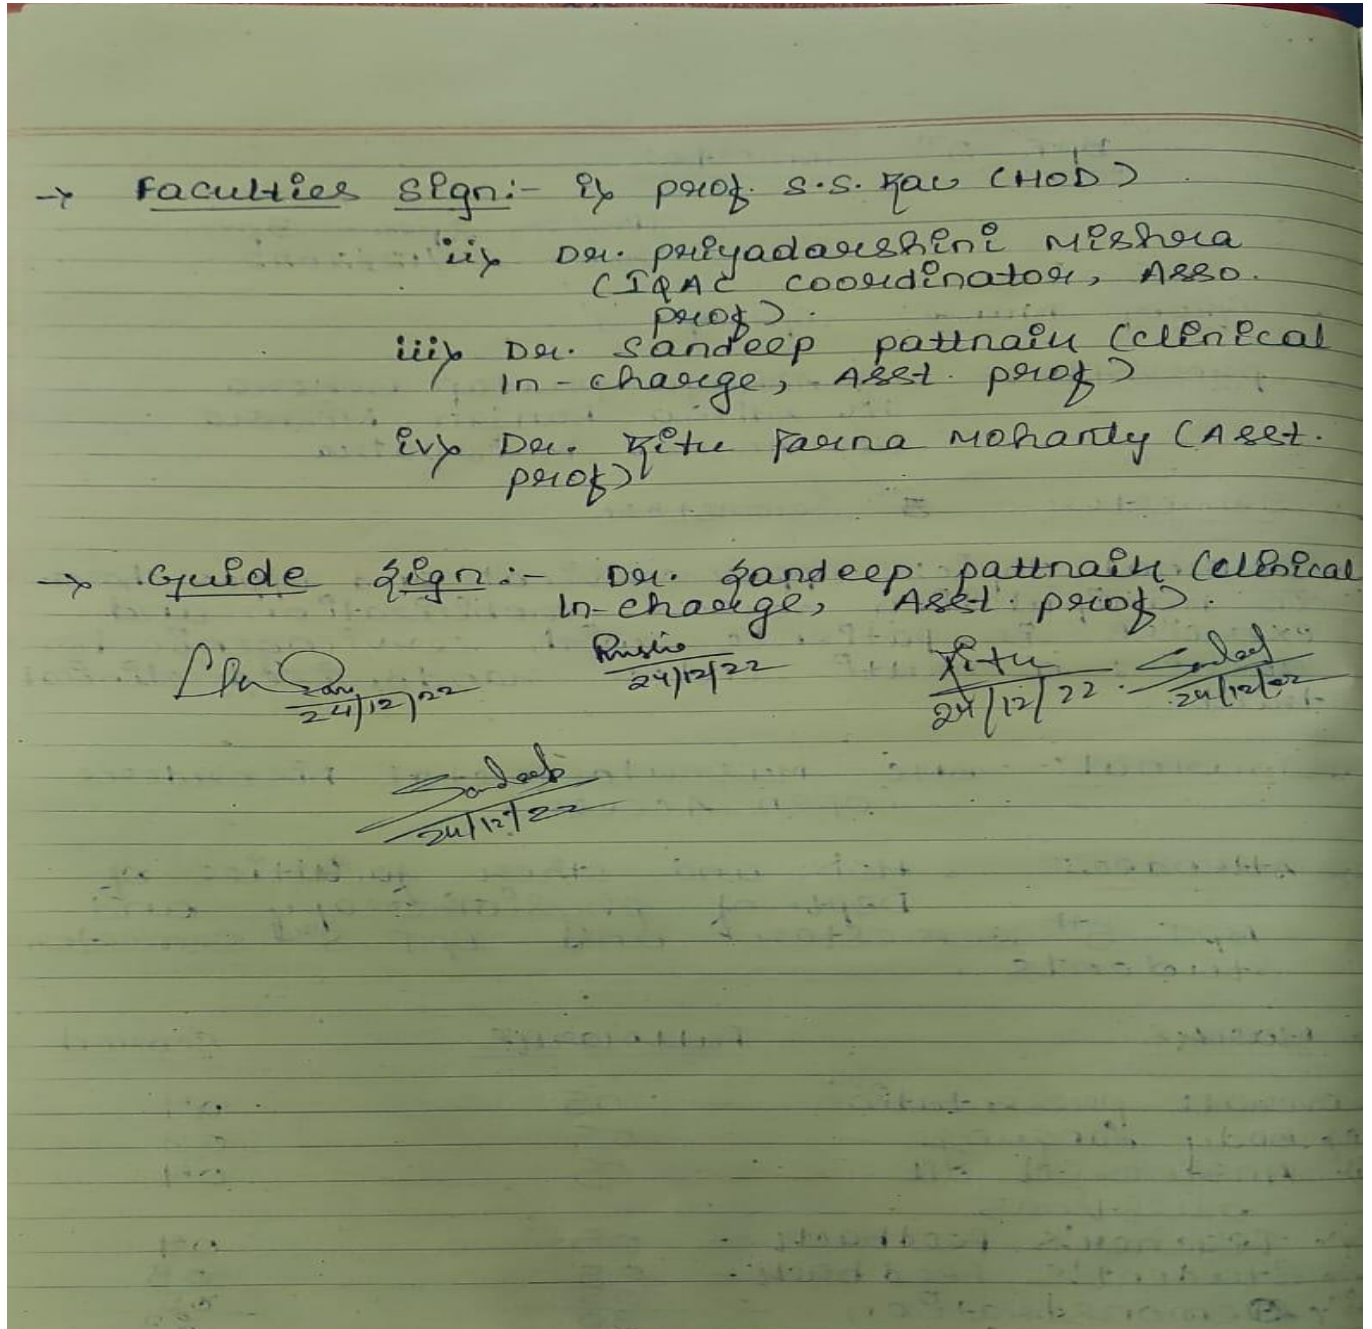 → Faculties Sign:- i) prof. S.S. Rau (HOD)
ii) Dr. priyadarshini Mishra
(IQAC coordinator, Asso.
prof).
iii) Dr. Sandeep pattnaik (clinical
In-charge, Asst. prof)
iv) Dr. Ritu parna Mohanty (Asst.
prof)
→ Guide Sign:- Dr. Sandeep pattnaik (clinical
In-charge, Asst. prof).
Ritu Sandeep
24/12/22 24/12/22 24/12/22 24/12/22
Sandeep
24/12/22